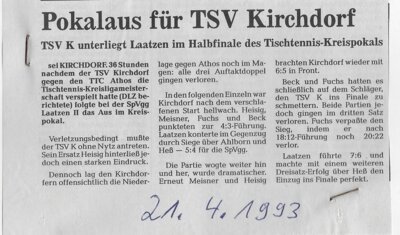 Pokalaus für TSV Kirchdorf
TSV K unterliegt Laatzen im Halbfinale des Tischtennis-Kreispokals
sei KIRCHDORF. 36 Stunden
nachdem der TSV Kirchdorf
gegen den TTC Athos die
Tischtennis-Kreisligameister-
schaft verspielt hatte (DLZ be-
richtete) folgte bei der SpVgg
Laatzen II das Aus im Kreis-
pokal.
Verletzungsbedingt mußte
der TSV K ohne Nytz antreten.
Sein Ersatz Heisig hinterließ je-
doch einen starken Eindruck.
Dennoch lag den Kirchdor-
fern offensichtlich die Nieder-
lage gegen Athos noch im Ma-
gen: alle drei Auftaktdoppel
gingen verloren.
In den folgenden Einzeln war
Kirchdorf nach dem verschla-
fenen Start hellwach. Heisig,
Meisner, Fuchs und Beck
punkteten zur 4:3-Führung.
Laatzen konterte im Gegenzug
durch Siege über Ahlborn und
Heß – 5:4 für die SpVgg.
Die Partie wogte weiter hin
und her, wurde dramatischer.
Erneut Meisner und Heisig
brachten Kirchdorf wieder mit
6:5 in Front.
Beck und Fuchs hatten es
schließlich auf dem Schläger,
den TSV K ins Finale zu
schmettern. Beide Partien je-
doch gingen im dritten Satz
verloren. Fuchs verpaßte den
Sieg, indem er nach
18:12-Führung noch mit 20:22
verlor.
Laatzen führte 7:6 und
machte mit einem weiteren
Dreisatz-Erfolg über Heß den
Einzug ins Finale perfekt.
21. 4. 1993